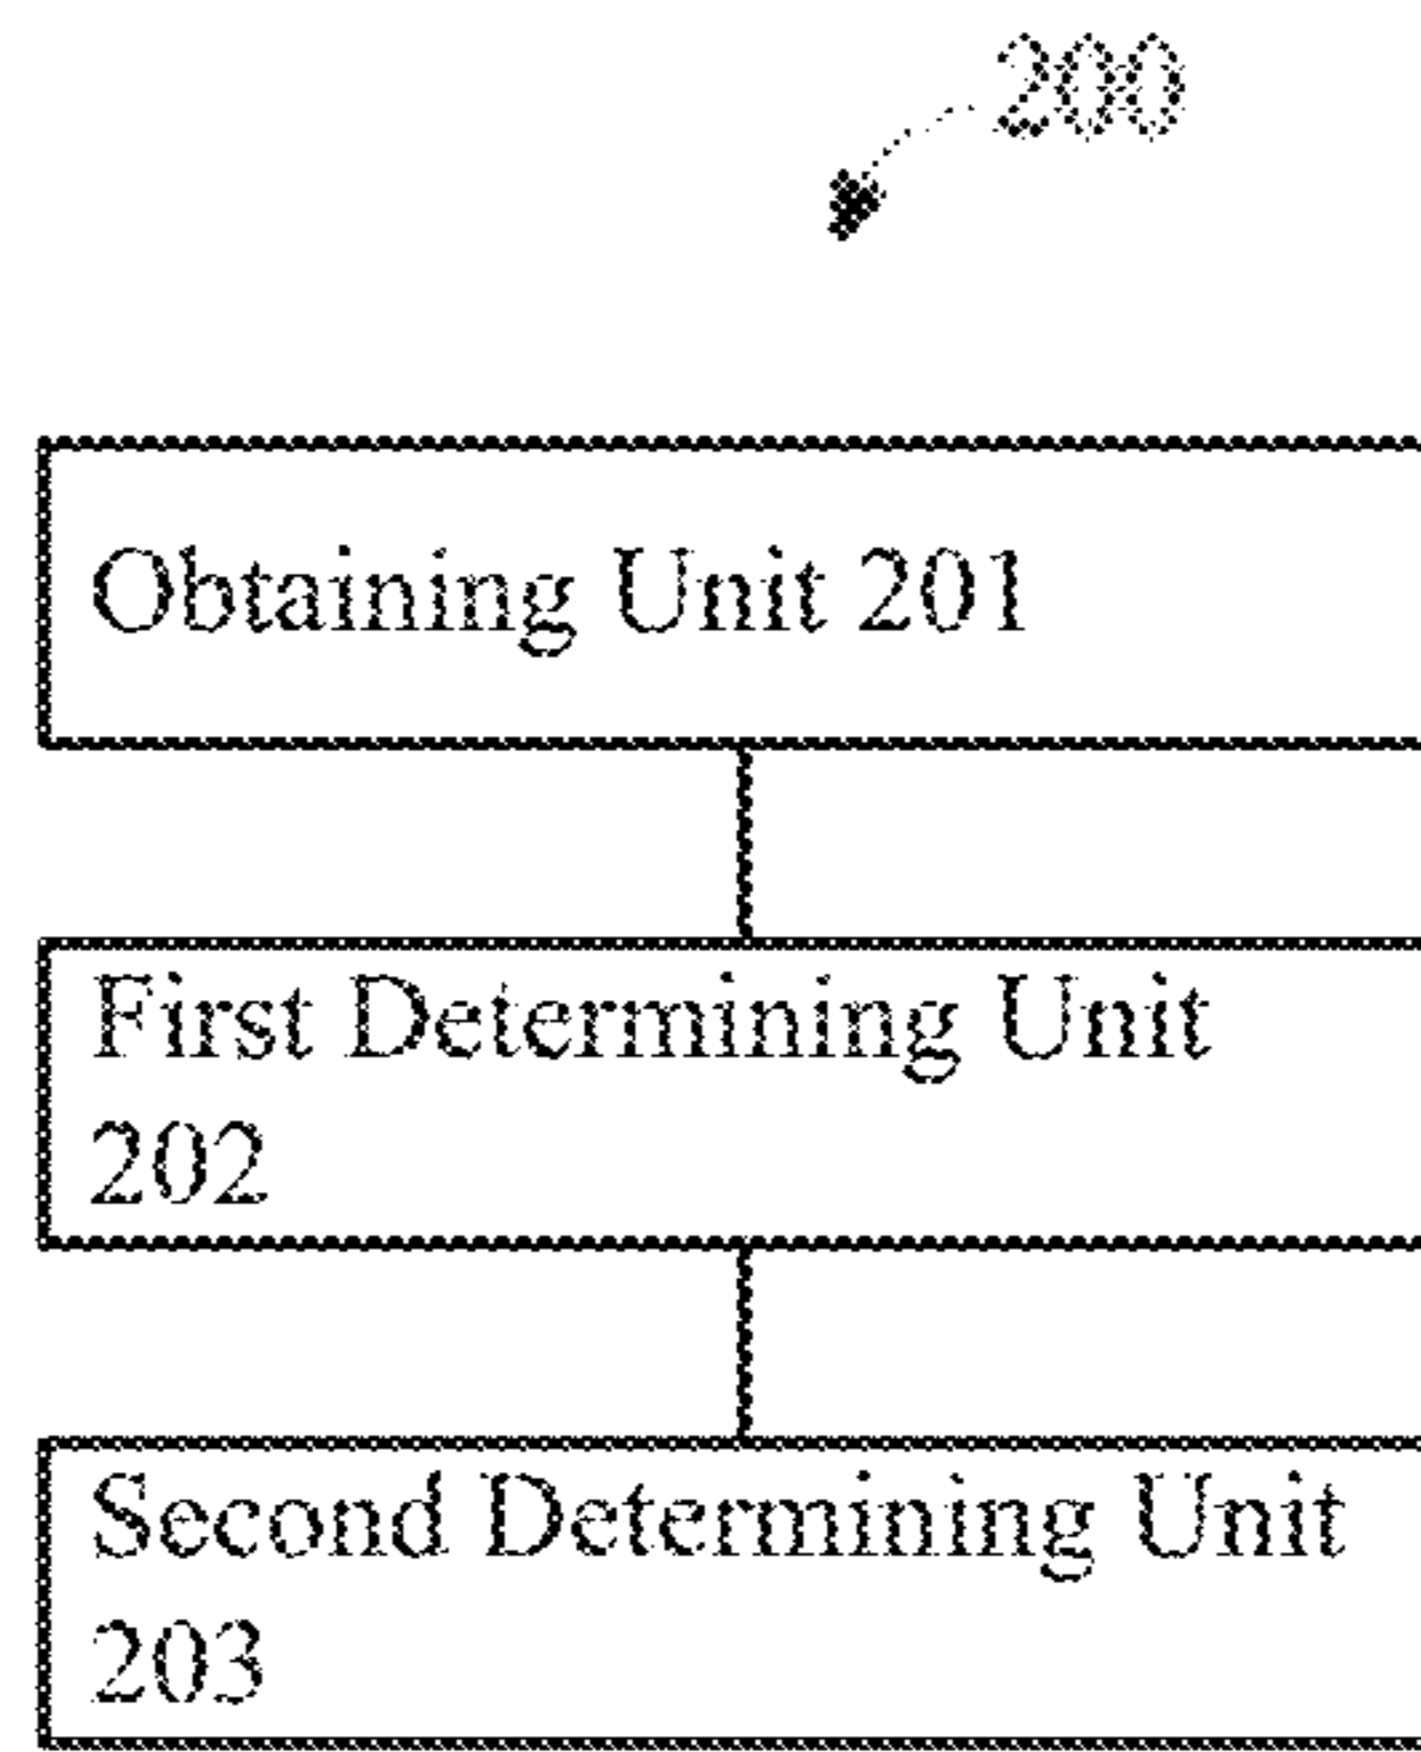 200
Obtaining Unit 201
First Determining Unit
202
Second Determining Unit
203